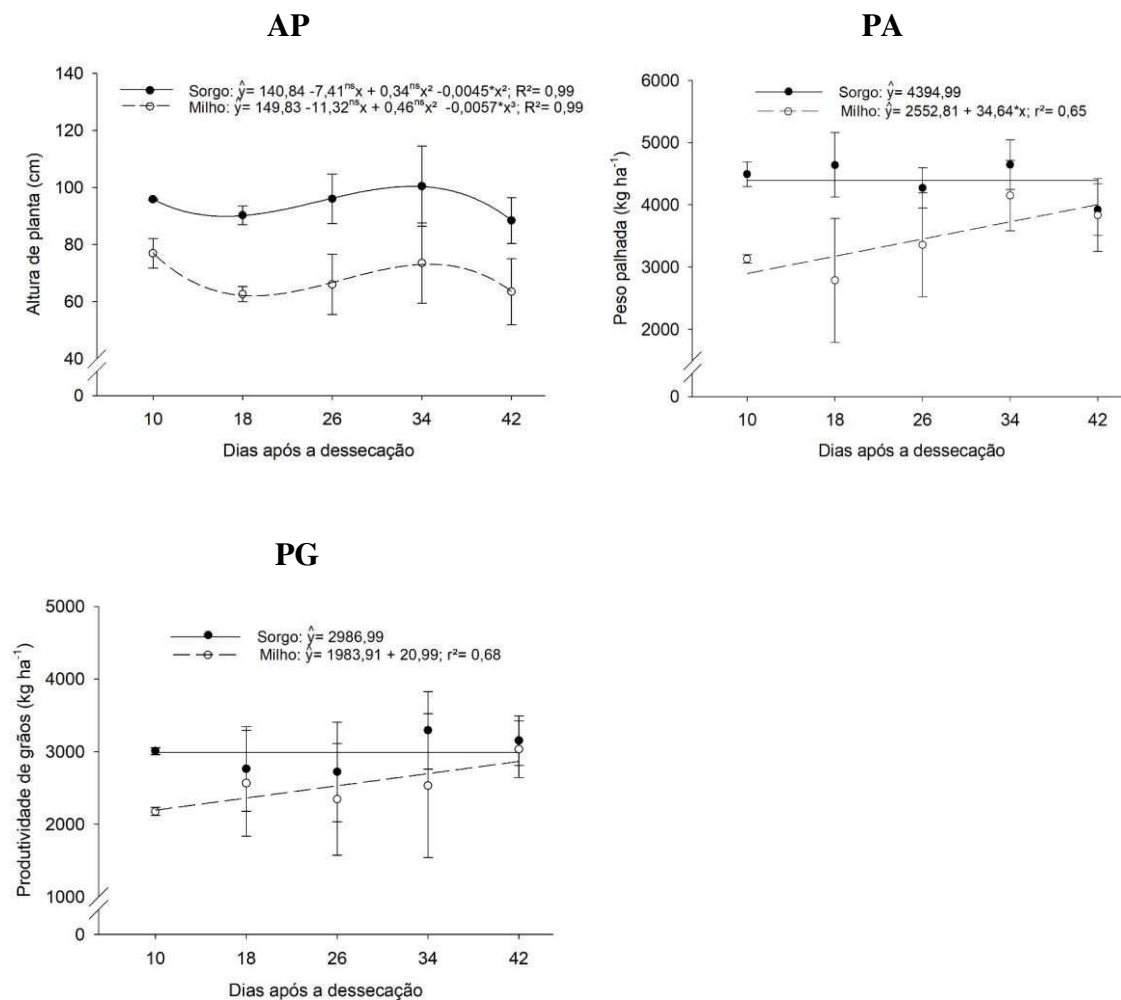 AP
140
120
100
80
60
40
0
Altura de planta (cm)
Sorgo: ŷ= 140,84 -7,41ⁿˢx + 0,34ⁿˢx² -0,0045*x²; R²= 0,99
Milho: ŷ= 149,83 -11,32ⁿˢx + 0,46ⁿˢx² -0,0057*x³; R²= 0,99
10 18 26 34 42
Dias após a dessecação
PA
6000
5000
4000
3000
2000
0
Peso palhada (kg ha⁻¹)
Sorgo: ŷ= 4394,99
Milho: ŷ= 2552,81 + 34,64*x; r²= 0,65
10 18 26 34 42
Dias após a dessecação
PG
5000
4000
3000
2000
1000
0
Produtividade de grãos (kg ha⁻¹)
Sorgo: ŷ= 2986,99
Milho: ŷ= 1983,91 + 20,99; r²= 0,68
10 18 26 34 42
Dias após a dessecação